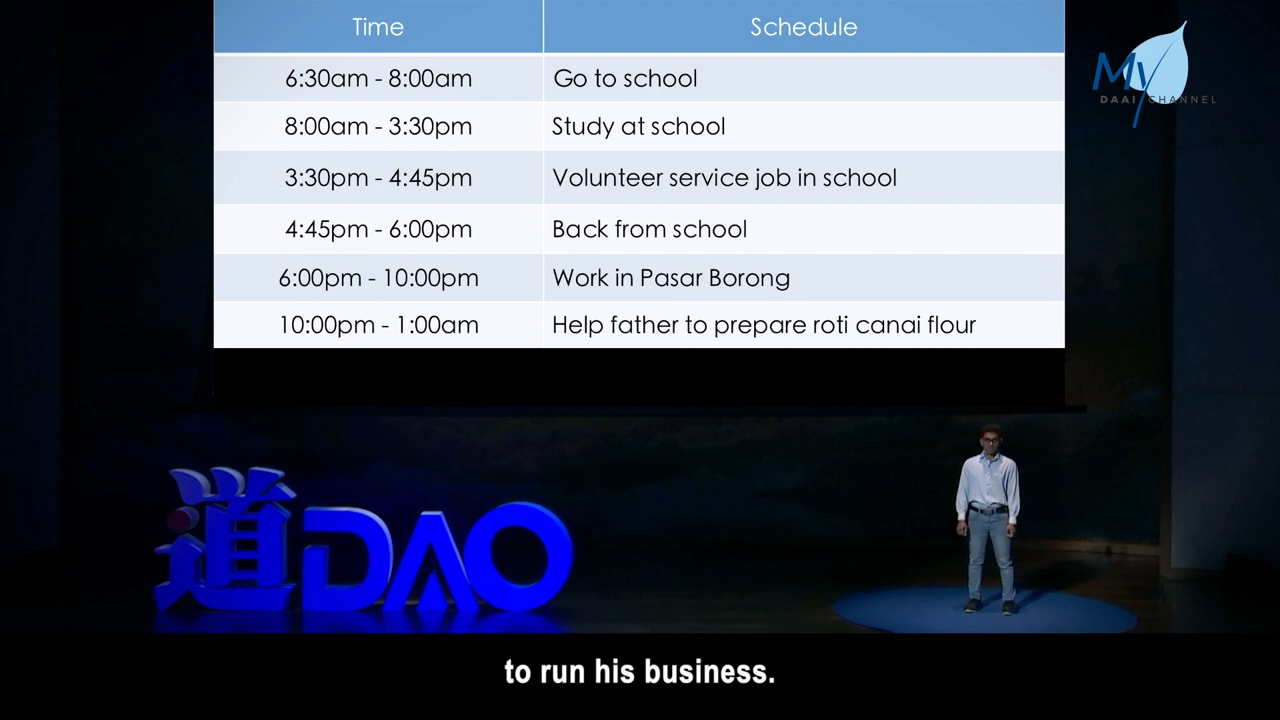 Time Schedule
6:30am - 8:00am Go to school
8:00am - 3:30pm Study at school
3:30pm - 4:45pm Volunteer service job in school
4:45pm - 6:00pm Back from school
6:00pm - 10:00pm Work in Pasar Borong
10:00pm - 1:00am Help father to prepare roti canai flour
My
DAAI CHANNEL
道DAO
to run his business.